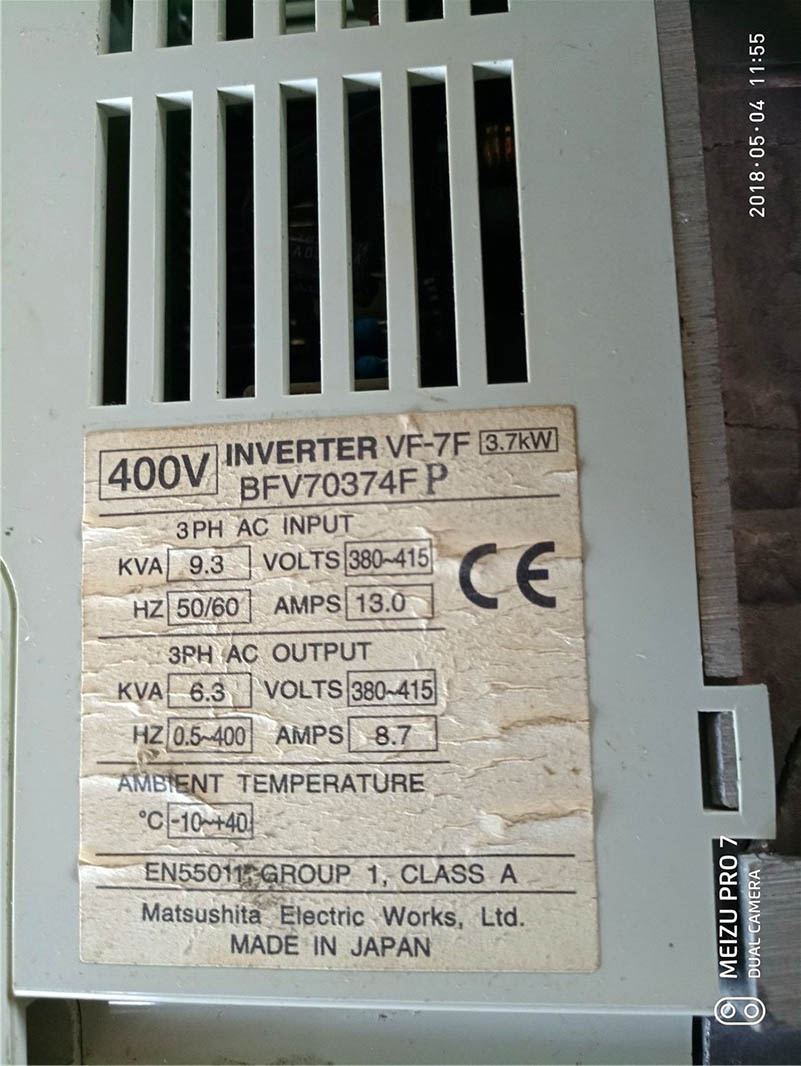 400V INVERTER VF-7F 3.7kW
BFV70374F P
3PH AC INPUT
KVA 9.3 VOLTS 380~415
HZ 50/60 AMPS 13.0
CE
3PH AC OUTPUT
KVA 6.3 VOLTS 380~415
HZ 0.5~400 AMPS 8.7
AMBIENT TEMPERATURE
°C -10~+40
EN55011 GROUP 1, CLASS A
Matsushita Electric Works, Ltd.
MADE IN JAPAN
2018·05·04 11:55
MEIZU PRO 7
DUAL CAMERA